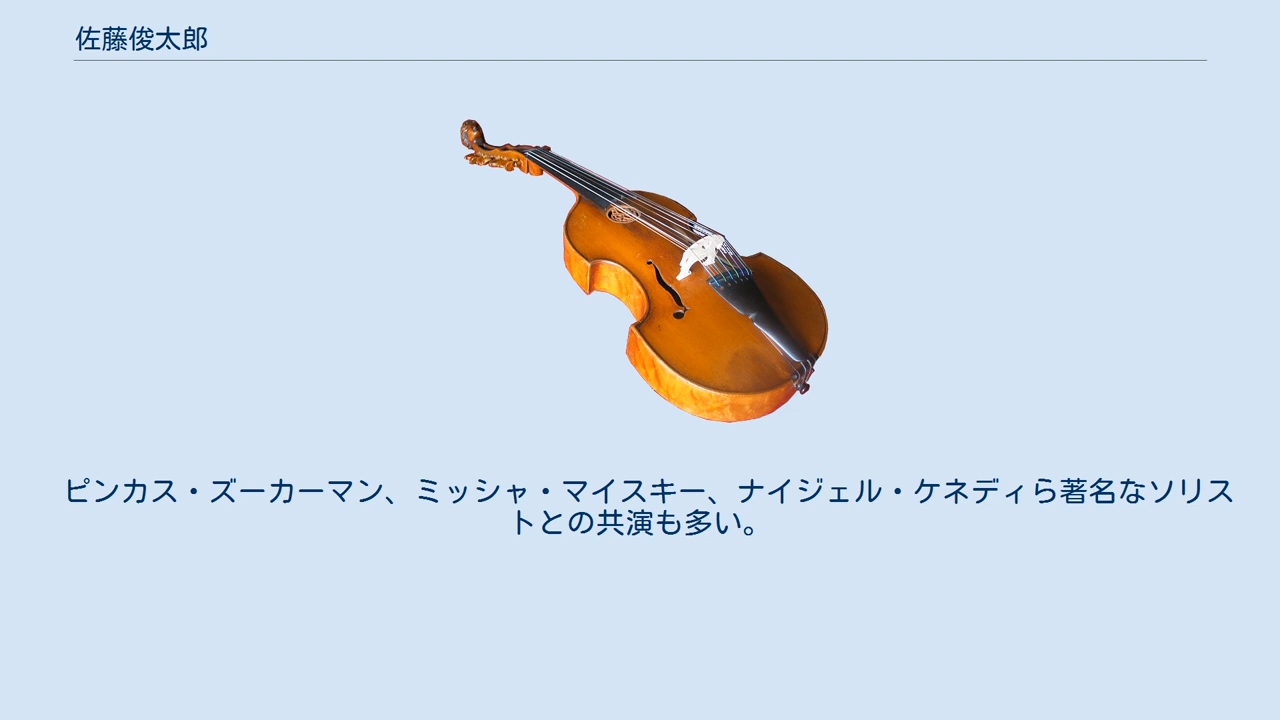 佐藤俊太郎
ピンカス・ズーカーマン、ミッシャ・マイスキー、ナイジェル・ケネディら著名なソリス
トとの共演も多い。